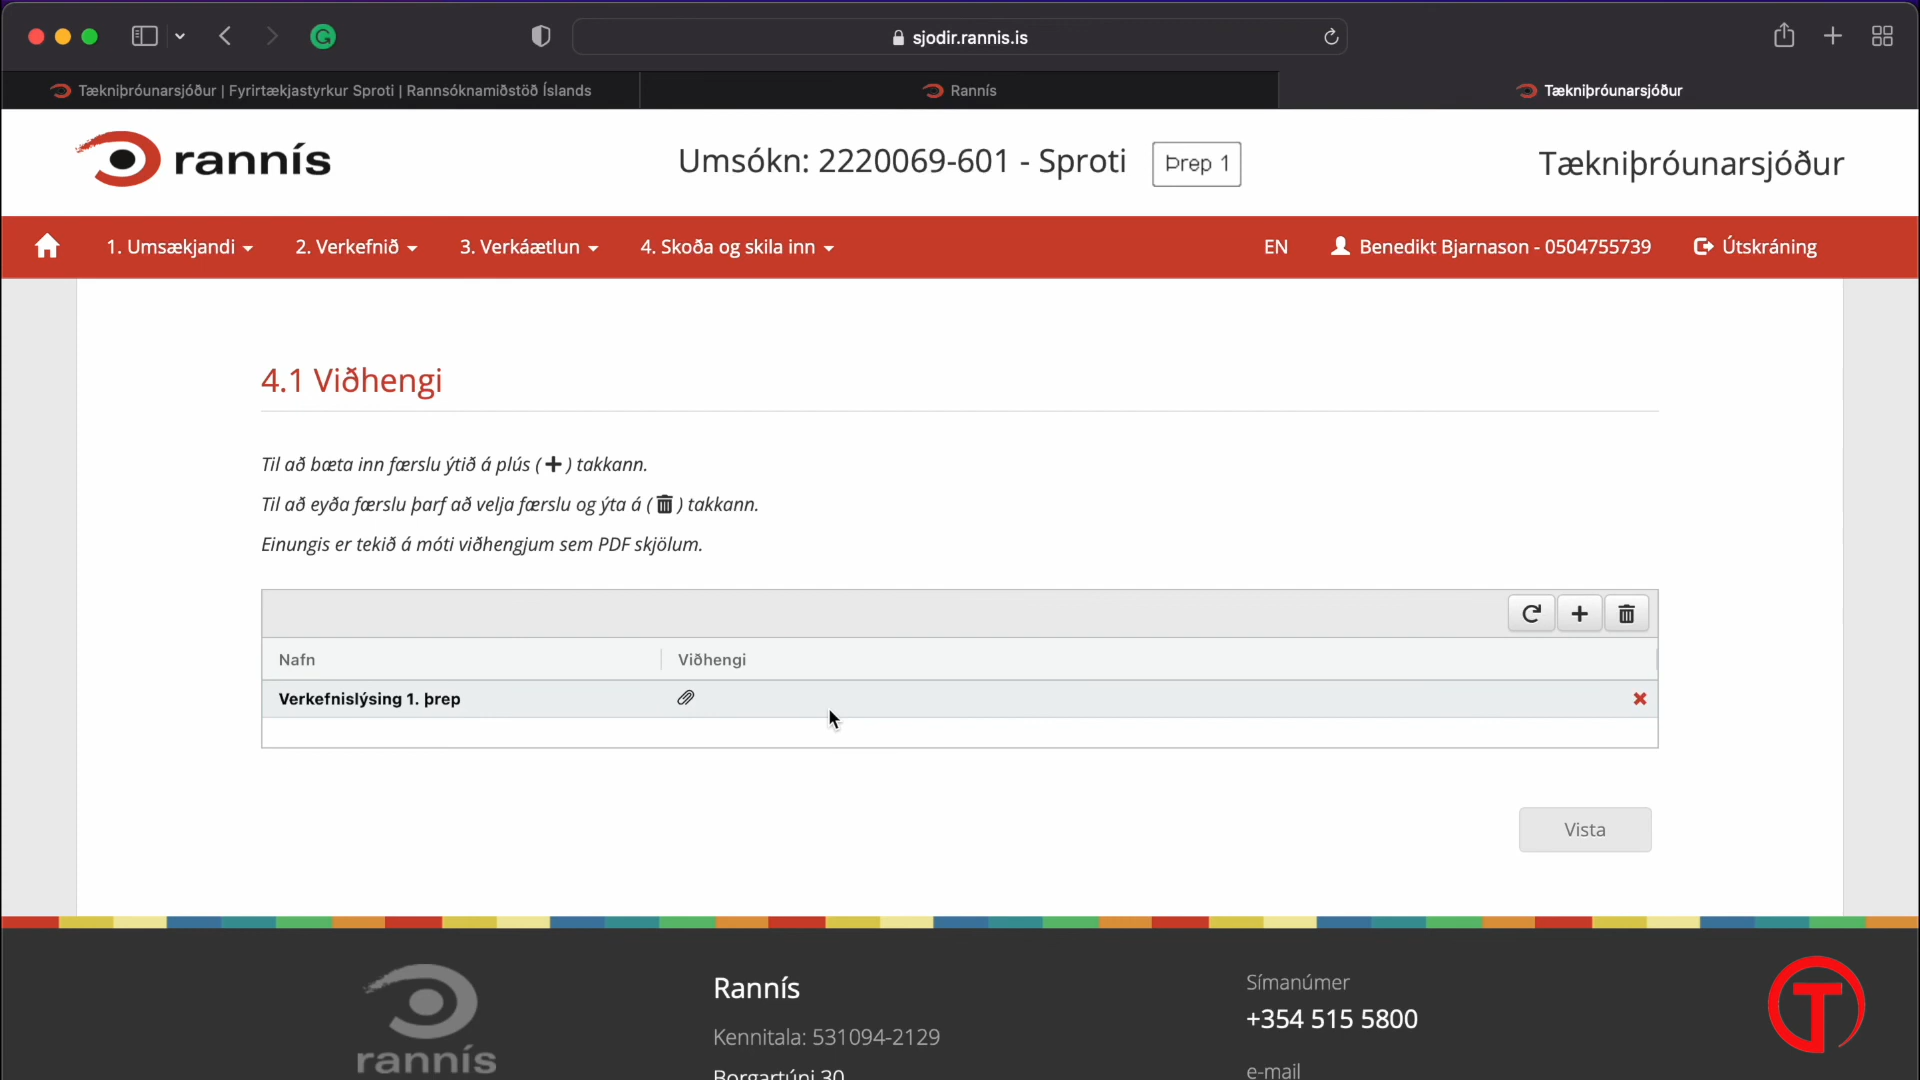 sjodir.rannis.is
Tækniþróunarsjóður | Fyrirtækjastyrkur Sproti | Rannsóknamiðstöð Íslands
Rannís
Tækniþróunarsjóður
rannís
Umsókn: 2220069-601 - Sproti
Þrep 1
Tækniþróunarsjóður
1. Umsækjandi
2. Verkefnið
3. Verkáætlun
4. Skoða og skila inn
EN
Benedikt Bjarnason - 0504755739
Útskráning
4.1 Viðhengi
Til að bæta inn færslu ýtið á plús (+) takkann.
Til að eyða færslu þarf að velja færslu og ýta á ( ) takkann.
Einungis er tekið á móti viðhengjum sem PDF skjölum.
Nafn
Viðhengi
Verkefnislýsing 1. þrep
Vista
rannís
Rannís
Kennitala: 531094-2129
Borgartúni 30
Símanúmer
+354 515 5800
e-mail
T